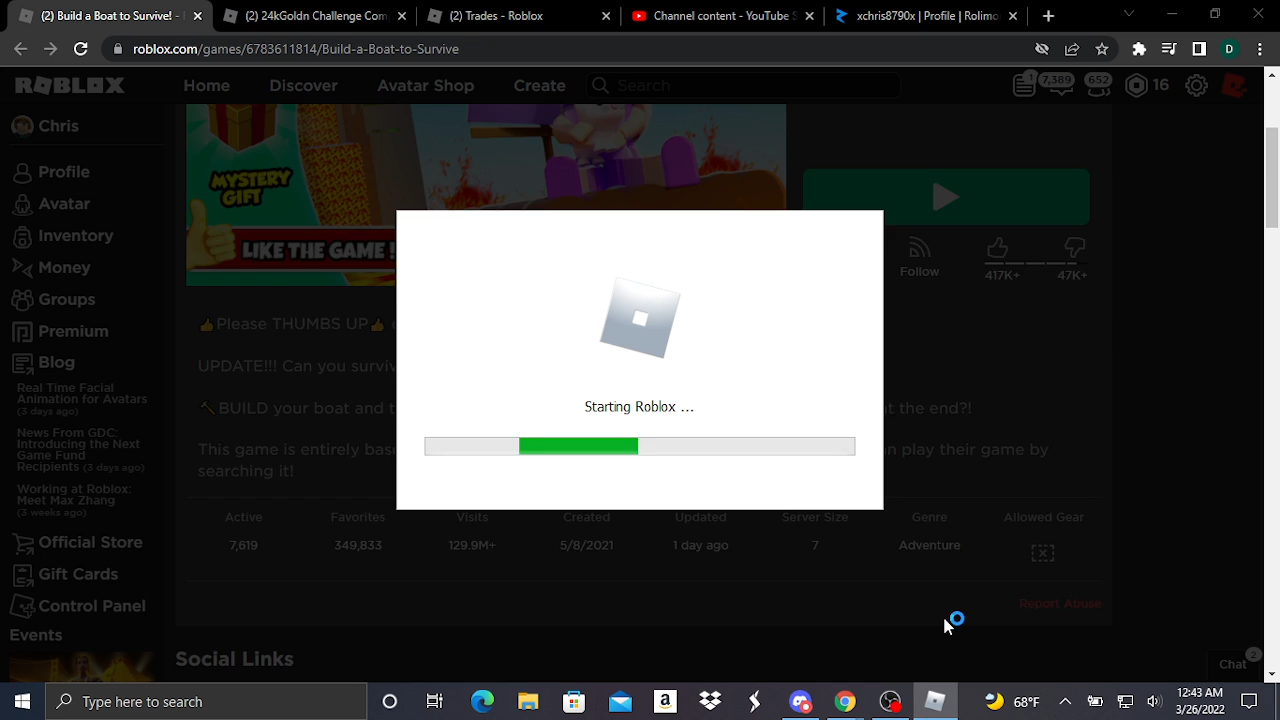 (2) Build a Boat to Survive! -
(2) 24kGoldn Challenge Com
(2) Trades - Roblox
Channel content - YouTube S
xchris8790x | Profile | Rolimo
roblox.com/games/6783611814/Build-a-Boat-to-Survive
D
ROBLOX
Home
Discover
Avatar Shop
Create
Search
1
7,389
652
16
Chris
Profile
Avatar
Inventory
Money
Groups
Premium
Blog
Real Time Facial
Animation for Avatars
(3 days ago)
News From GDC:
Introducing the Next
Game Fund
Recipients (3 days ago)
Working at Roblox:
Meet Max Zhang
(3 weeks ago)
Official Store
Gift Cards
Control Panel
Events
MYSTERY
GIFT
LIKE THE GAME !
Follow
417K+
47K+
👍Please THUMBS UP👍
UPDATE!!! Can you surviv
🔨BUILD your boat and t
t the end?!
This game is entirely bas
n play their game by
searching it!
Starting Roblox ...
Active
Favorites
Visits
Created
Updated
Server Size
Genre
Allowed Gear
7,619
349,833
129.9M+
5/8/2021
1 day ago
7
Adventure
Report Abuse
Social Links
Chat
2
Type here to search
68°F
12:43 AM
3/26/2022